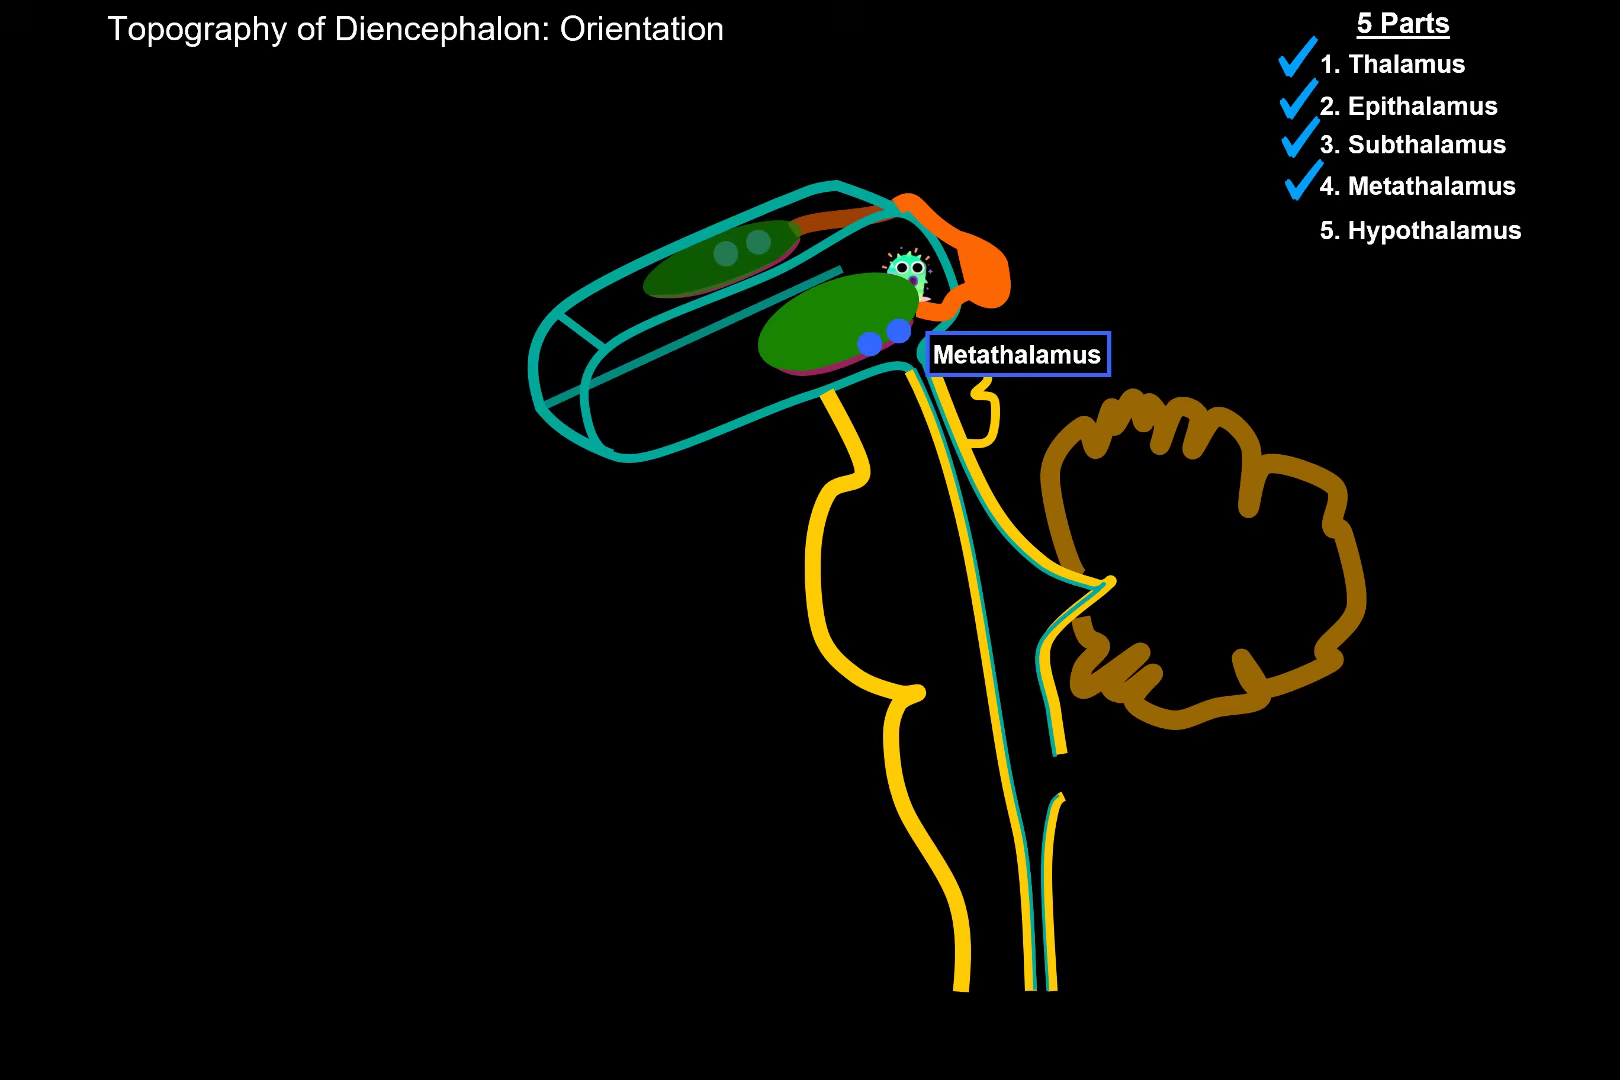 Topography of Diencephalon: Orientation
5 Parts
1. Thalamus
2. Epithalamus
3. Subthalamus
4. Metathalamus
5. Hypothalamus
Metathalamus